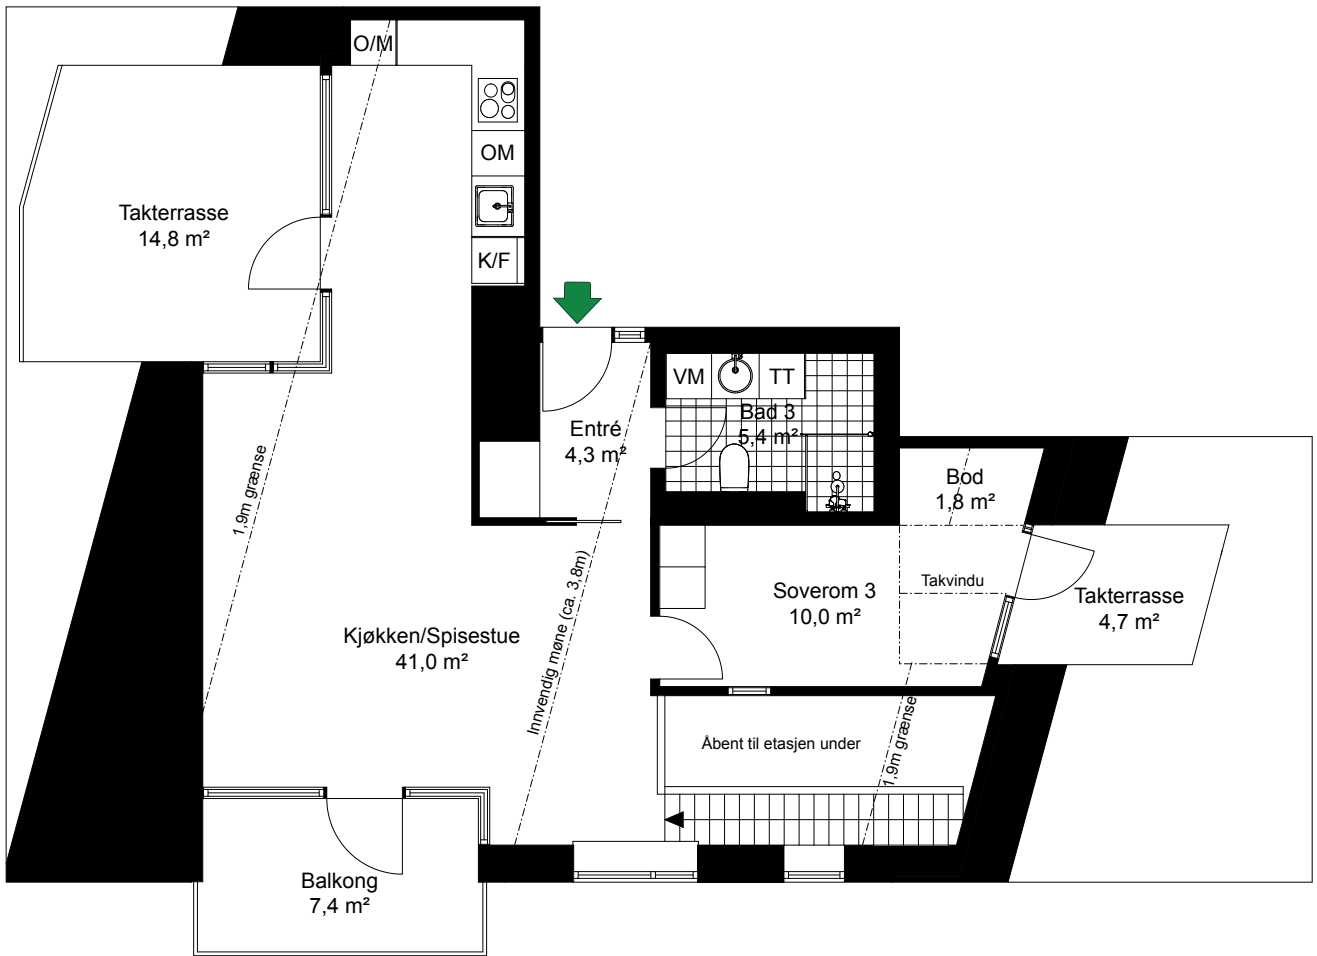 O/M
OM
K/F
Takterrasse
14,8 m²
VM
TT
Bad 3
5,4 m²
Entré
4,3 m²
1,9m grænse
Bod
1,8 m²
Takvindu
Soverom 3
10,0 m²
Takterrasse
4,7 m²
Kjøkken/Spisestue
41,0 m²
Innvendig møne (ca. 3,8m)
Åbent til etasjen under
1,9m grænse
Balkong
7,4 m²